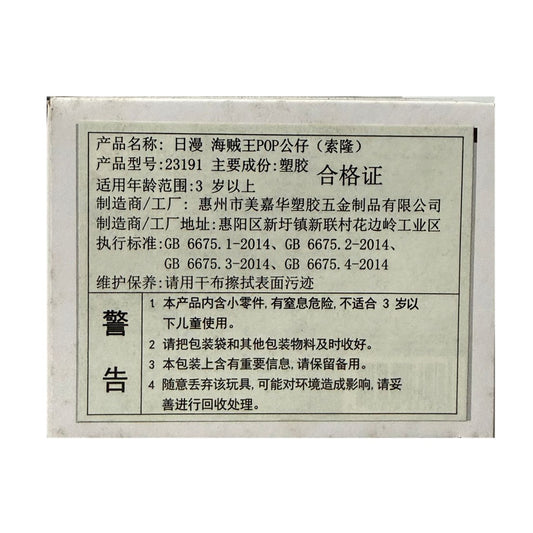 产品名称: 日漫 海贼王POP公仔（索隆）
产品型号:23191 主要成份:塑胶
合格证
适用年龄范围:3 岁以上
制造商/工厂: 惠州市美嘉华塑胶五金制品有限公司
制造商/工厂地址: 惠阳区新圩镇新联村花边岭工业区
执行标准:GB 6675.1-2014、GB 6675.2-2014、
GB 6675.3-2014、GB 6675.4-2014
维护保养:请用干布擦拭表面污迹
警告
1 本产品内含小零件,有窒息危险,不适合 3 岁以
下儿童使用。
2 请把包装袋和其他包装物料及时收好。
3 本包装上含有重要信息,请保留备用。
4 随意丢弃该玩具,可能对环境造成影响,请妥
善进行回收处理。